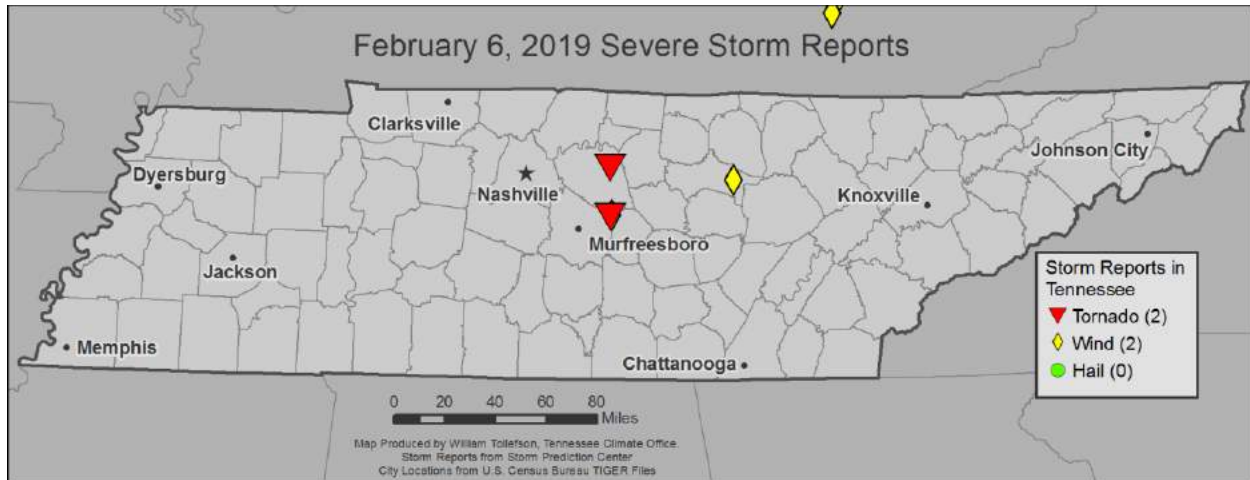 February 6, 2019 Severe Storm Reports
Clarksville
Johnson City
Dyersburg
Nashville
Knoxville
Murfreesboro
Jackson
Storm Reports in
Tennessee
Tornado (2)
Wind (2)
Hail (0)
Memphis
Chattanooga
0 20 40 60 80
Miles
Map Produced by William Tollefson, Tennessee Climate Office.
Storm Reports from Storm Prediction Center
City Locations from U.S. Census Bureau TIGER Files